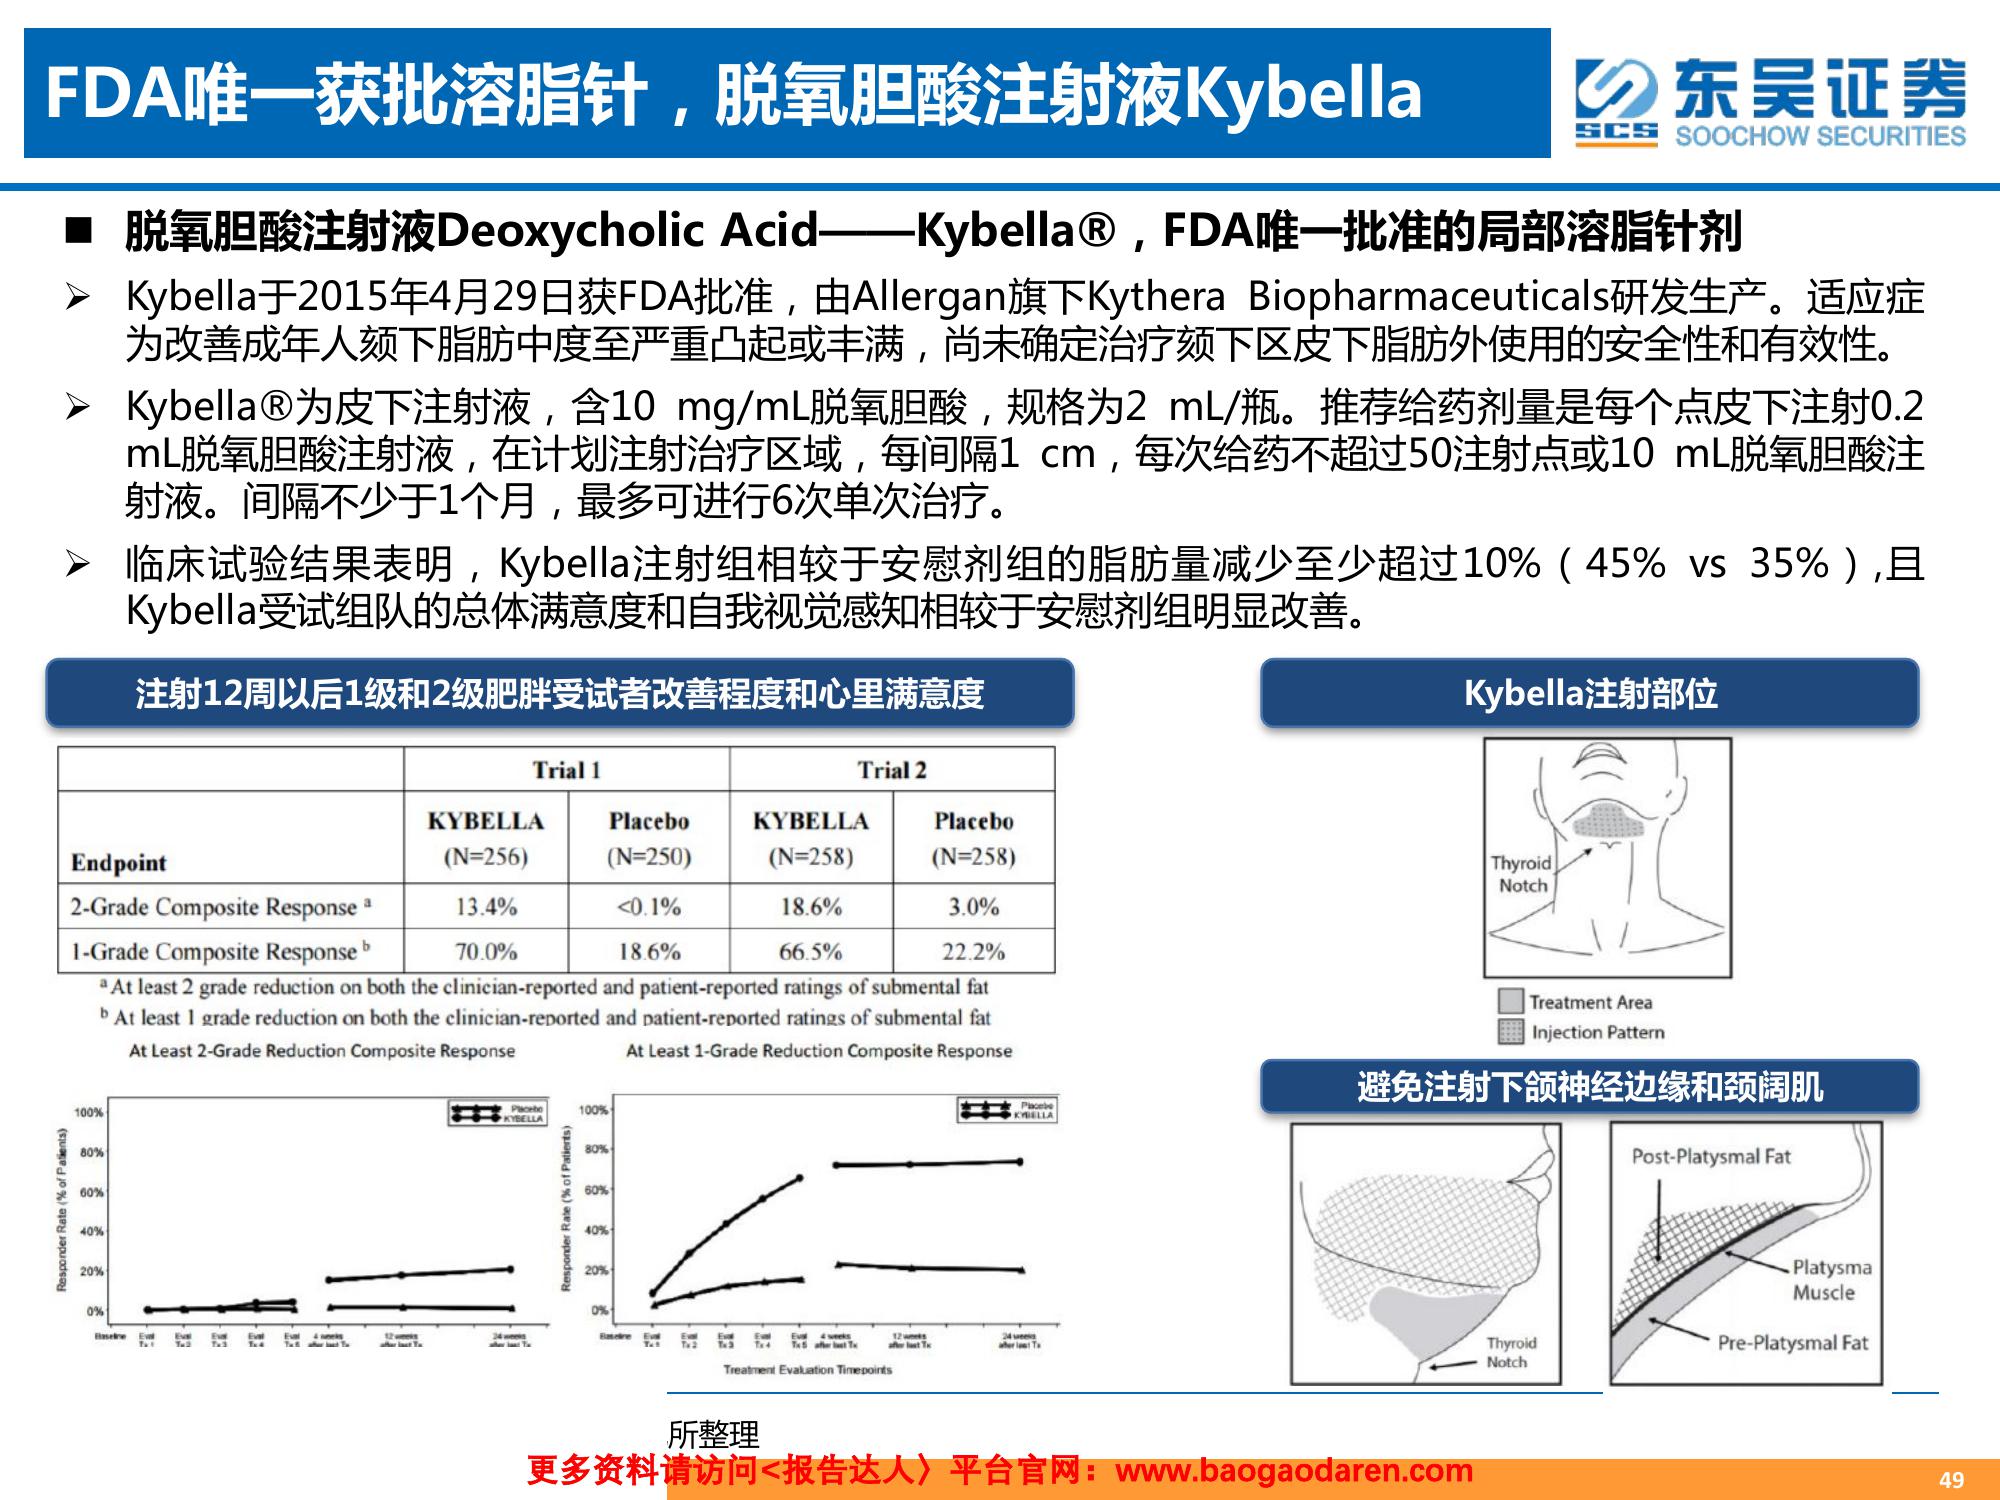 FDA唯一获批溶脂针，脱氧胆酸注射液Kybella
东吴证券
SCS
SOOCHOW SECURITIES
■ 脱氧胆酸注射液Deoxycholic Acid——Kybella®，FDA唯一批准的局部溶脂针剂
➢ Kybella于2015年4月29日获FDA批准，由Allergan旗下Kythera Biopharmaceuticals研发生产。适应症
为改善成年人颏下脂肪中度至严重凸起或丰满，尚未确定治疗颏下区皮下脂肪外使用的安全性和有效性。
➢ Kybella®为皮下注射液，含10 mg/mL脱氧胆酸，规格为2 mL/瓶。推荐给药剂量是每个点皮下注射0.2
mL脱氧胆酸注射液，在计划注射治疗区域，每间隔1 cm，每次给药不超过50注射点或10 mL脱氧胆酸注
射液。间隔不少于1个月，最多可进行6次单次治疗。
➢ 临床试验结果表明，Kybella注射组相较于安慰剂组的脂肪量减少至少超过10%（45% vs 35%）,且
Kybella受试组队的总体满意度和自我视觉感知相较于安慰剂组明显改善。
注射12周以后1级和2级肥胖受试者改善程度和心里满意度
Trial 1 Trial 2
Endpoint KYBELLA (N=256) Placebo (N=250) KYBELLA (N=258) Placebo (N=258)
2-Grade Composite Response a 13.4% <0.1% 18.6% 3.0%
1-Grade Composite Response b 70.0% 18.6% 66.5% 22.2%
a At least 2 grade reduction on both the clinician-reported and patient-reported ratings of submental fat
b At least 1 grade reduction on both the clinician-reported and patient-reported ratings of submental fat
At Least 2-Grade Reduction Composite Response
Placebo
KYBELLA
Responder Rate (% of Patients)
100%
80%
60%
40%
20%
0%
Baseline Eval Tx 1 Eval Tx 2 Eval Tx 3 Eval Tx 4 Eval Tx 5 4 weeks after last Tx 12 weeks after last Tx 24 weeks after last Tx
At Least 1-Grade Reduction Composite Response
Placebo
KYBELLA
Responder Rate (% of Patients)
100%
80%
60%
40%
20%
0%
Baseline Eval Tx 1 Eval Tx 2 Eval Tx 3 Eval Tx 4 Eval Tx 5 4 weeks after last Tx 12 weeks after last Tx 24 weeks after last Tx
Treatment Evaluation Timepoints
Kybella注射部位
Thyroid
Notch
Treatment Area
Injection Pattern
避免注射下颌神经边缘和颈阔肌
Thyroid
Notch
Post-Platysmal Fat
Platysma
Muscle
Pre-Platysmal Fat
所整理
更多资料请访问<报告达人〉平台官网：www.baogaodaren.com
49